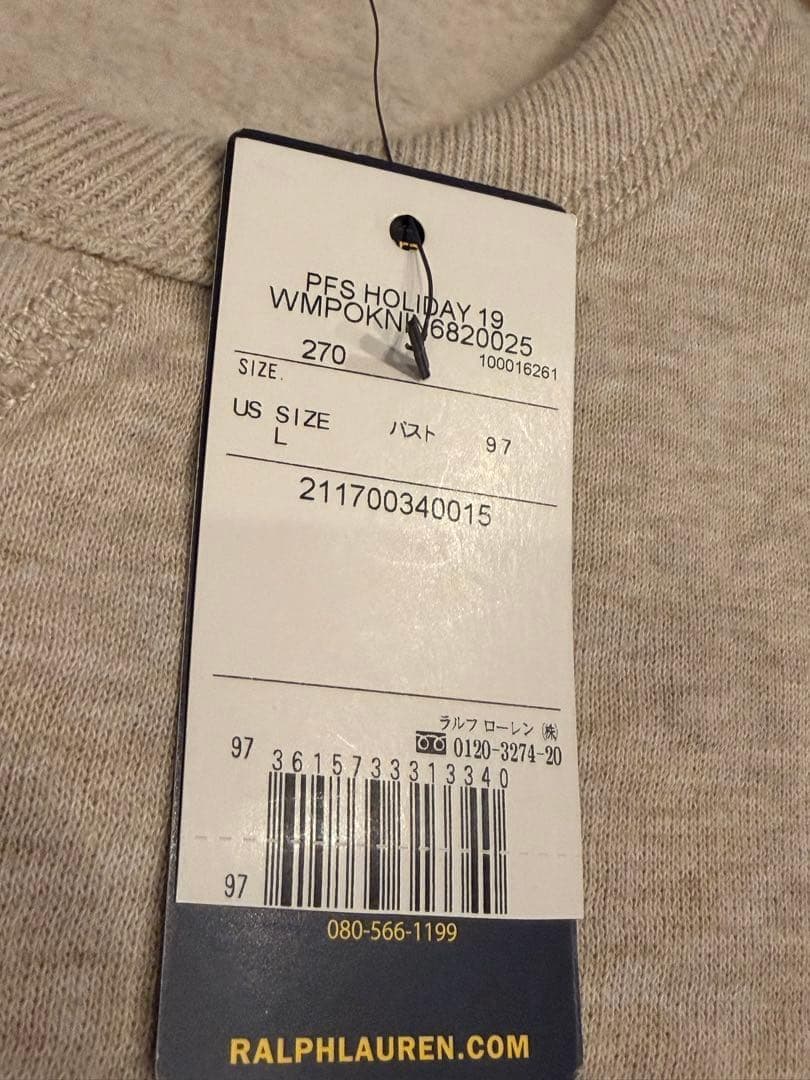 PFS HOLIDAY 19
6820025
270
100016261
SIZE.
US SIZE
L
バスト
97
211700340015
ラルフ ローレン ㈱
0120-3274-20
97
3615733313340
97
080-566-1199
RALPHLAUREN.COM